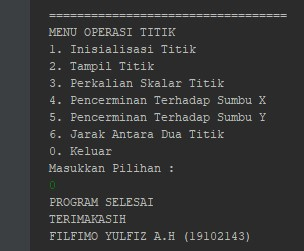 ==================================
MENU OPERASI TITIK
1. Inisialisasi Titik
2. Tampil Titik
3. Perkalian Skalar Titik
4. Pencerminan Terhadap Sumbu X
5. Pencerminan Terhadap Sumbu Y
6. Jarak Antara Dua Titik
0. Keluar
Masukkan Pilihan :
0
PROGRAM SELESAI
TERIMAKASIH
FILFIMO YULFIZ A.H (19102143)